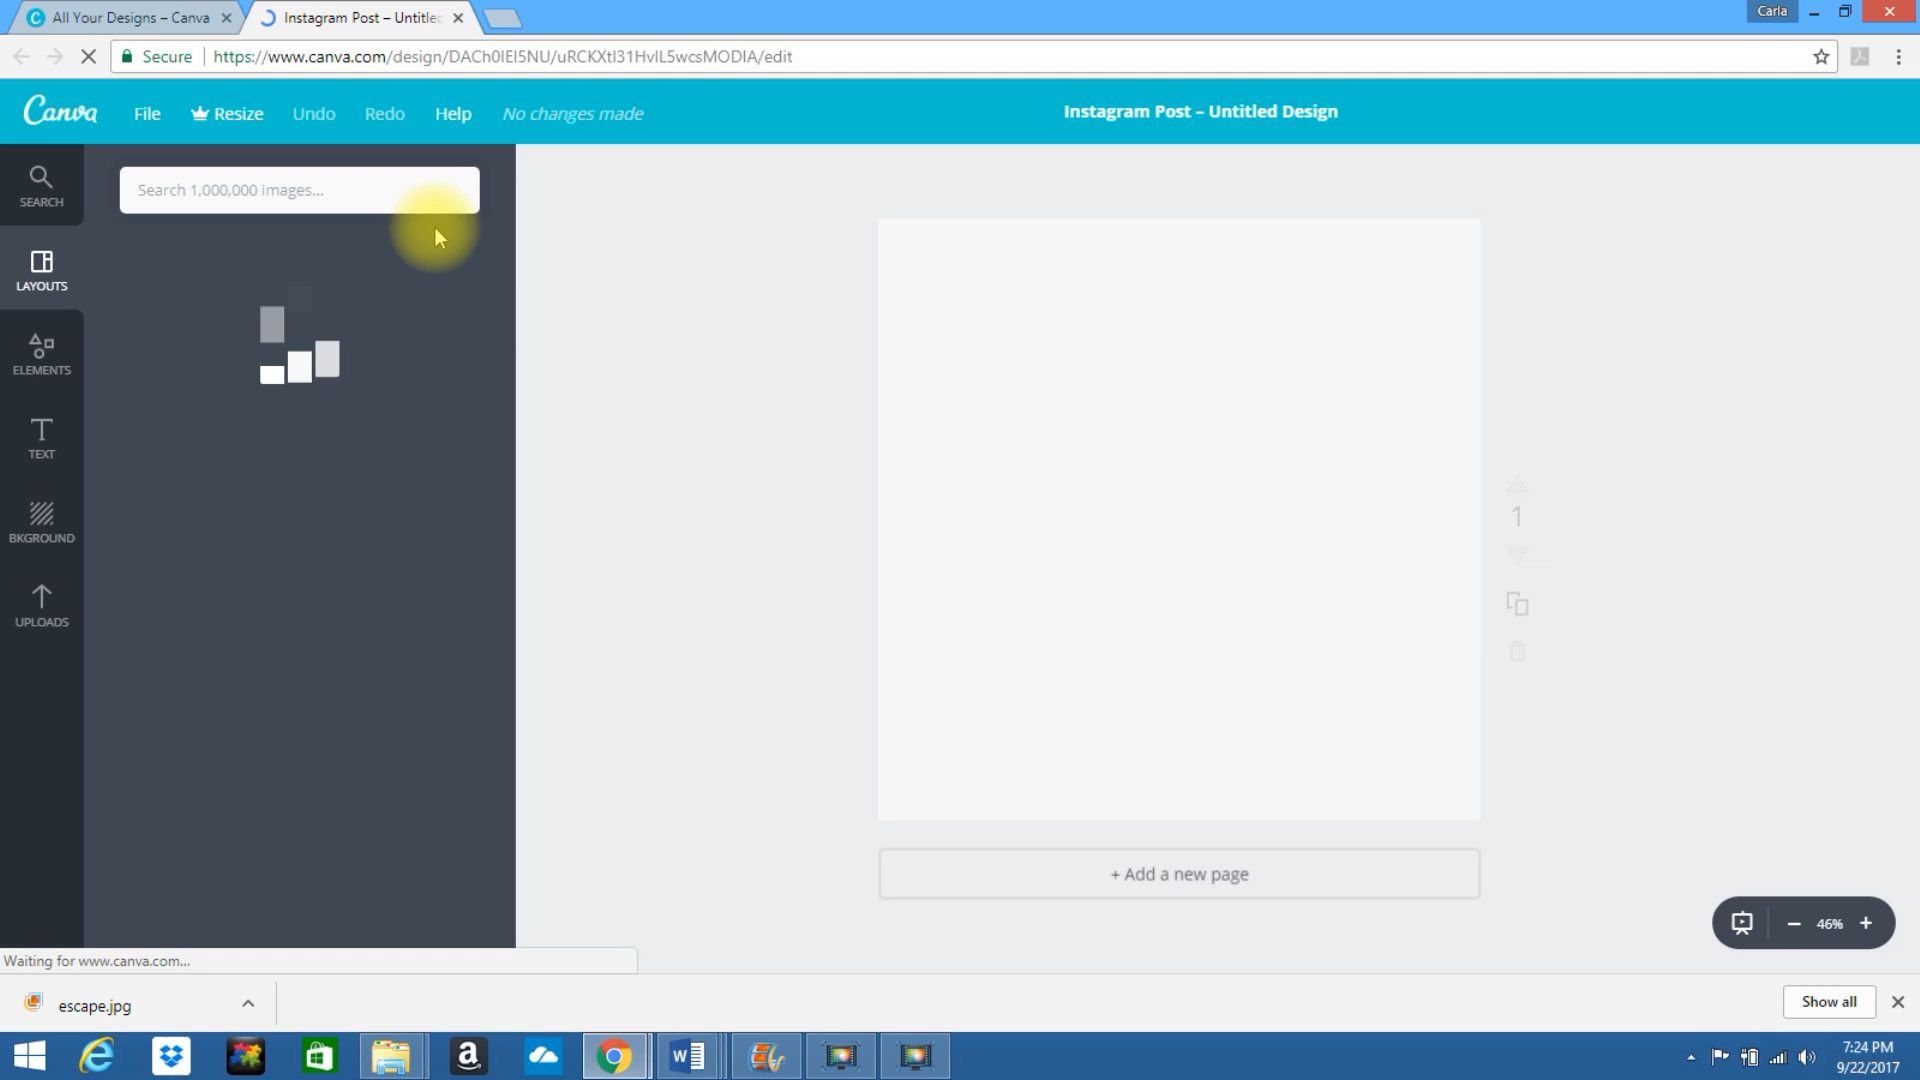 All Your Designs – Canva
Instagram Post – Untitle
Carla
Secure
https://www.canva.com/design/DACh0IEI5NU/uRCKXtI31HvIL5wcsMODIA/edit
Canva
File
Resize
Undo
Redo
Help
No changes made
Instagram Post – Untitled Design
SEARCH
Search 1,000,000 images...
LAYOUTS
ELEMENTS
TEXT
BKGROUND
UPLOADS
1
+ Add a new page
46%
Waiting for www.canva.com...
escape.jpg
Show all
7:24 PM
9/22/2017